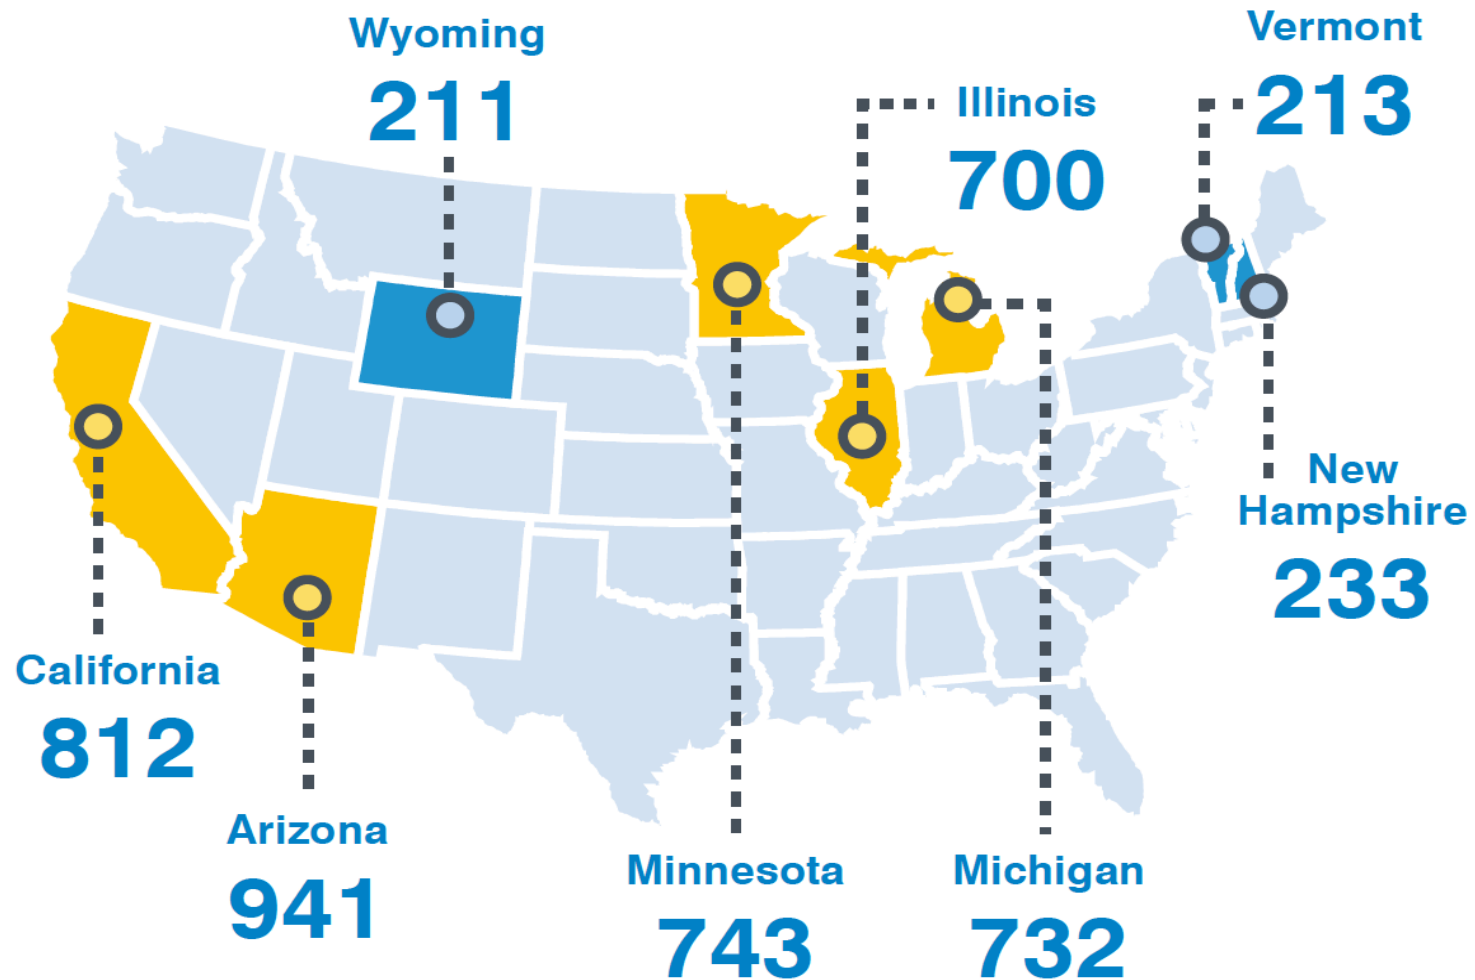 Wyoming
211
Vermont
213
Illinois
700
New
Hampshire
233
California
812
Arizona
941
Minnesota
743
Michigan
732